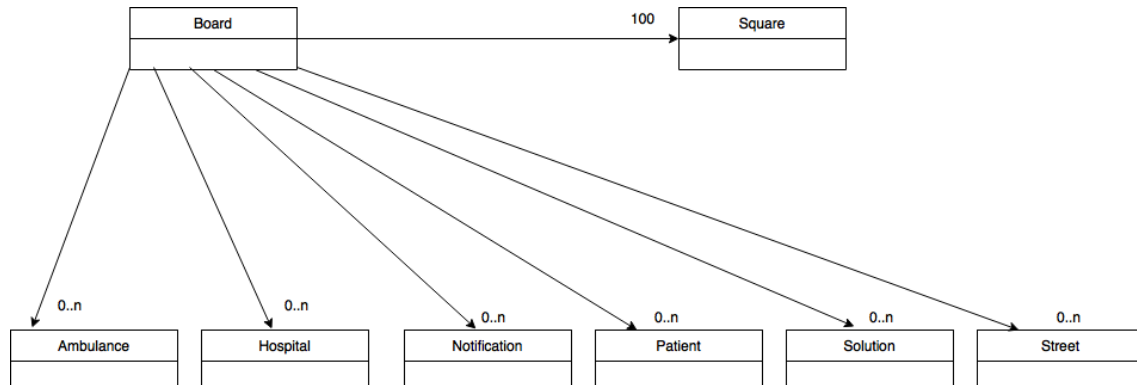 Board
100
Square
0..n
0..n
0..n
0..n
0..n
0..n
Ambulance
Hospital
Notification
Patient
Solution
Street